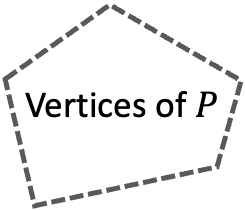 Vertices of 𝑃